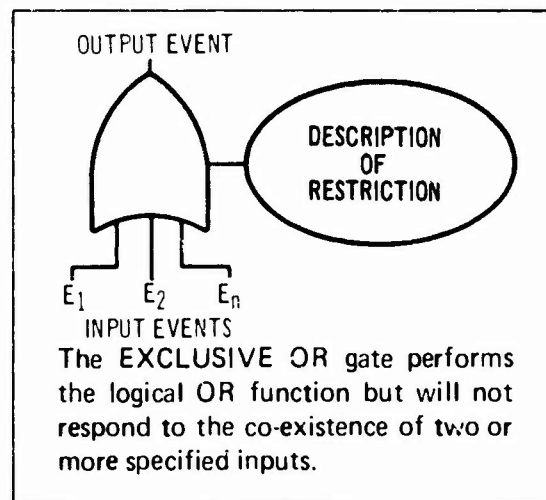 OUTPUT EVENT
DESCRIPTION
OF
RESTRICTION
E1 E2 En
INPUT EVENTS
The EXCLUSIVE OR gate performs
the logical OR function but will not
respond to the co-existence of two or
more specified inputs.